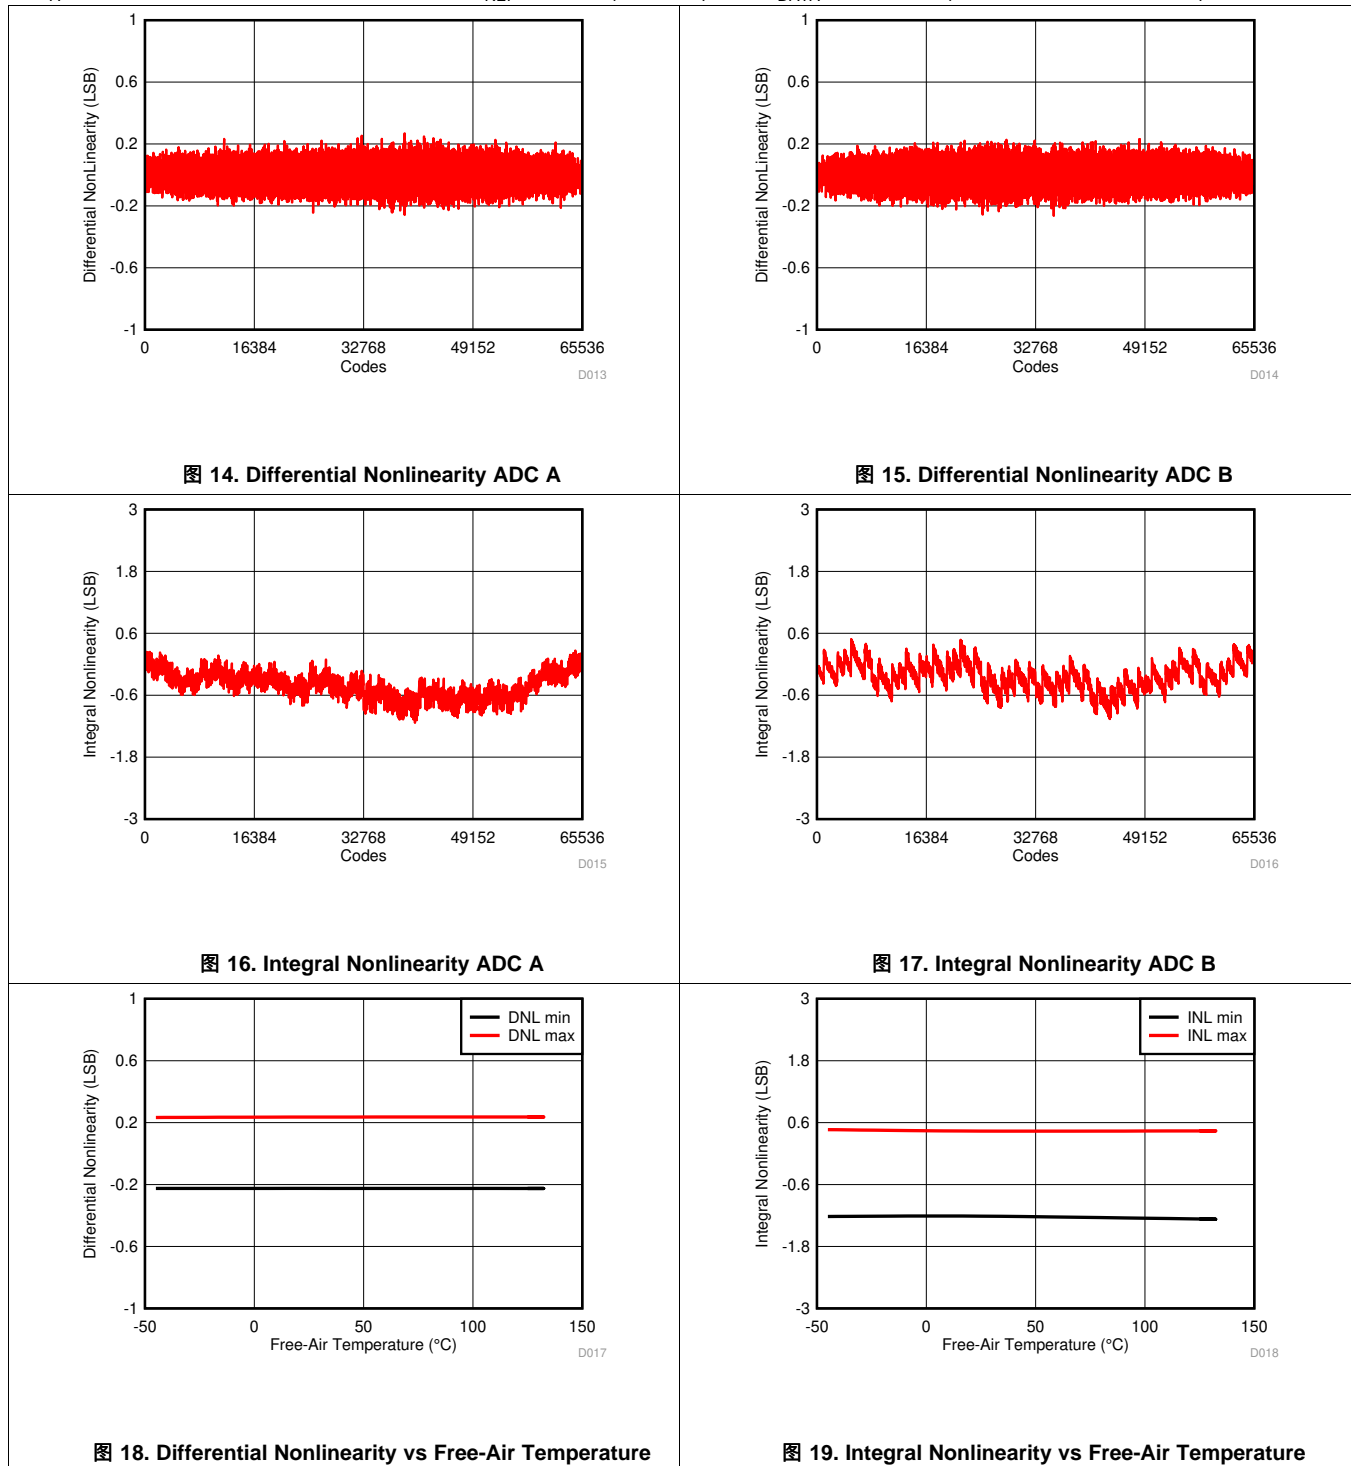 1
0.6
0.2
-0.2
-0.6
-1
Differential NonLinearity (LSB)
0 16384 32768 49152 65536
Codes
D013
图 14. Differential Nonlinearity ADC A
1
0.6
0.2
-0.2
-0.6
-1
Differential NonLinearity (LSB)
0 16384 32768 49152 65536
Codes
D014
图 15. Differential Nonlinearity ADC B
3
1.8
0.6
-0.6
-1.8
-3
Integral Nonlinearity (LSB)
0 16384 32768 49152 65536
Codes
D015
图 16. Integral Nonlinearity ADC A
3
1.8
0.6
-0.6
-1.8
-3
Integral Nonlinearity (LSB)
0 16384 32768 49152 65536
Codes
D016
图 17. Integral Nonlinearity ADC B
1
0.6
0.2
-0.2
-0.6
-1
Differential Nonlinearity (LSB)
DNL min
DNL max
-50 0 50 100 150
Free-Air Temperature (°C)
D017
图 18. Differential Nonlinearity vs Free-Air Temperature
3
1.8
0.6
-0.6
-1.8
-3
Integral Nonlinearity (LSB)
INL min
INL max
-50 0 50 100 150
Free-Air Temperature (°C)
D018
图 19. Integral Nonlinearity vs Free-Air Temperature